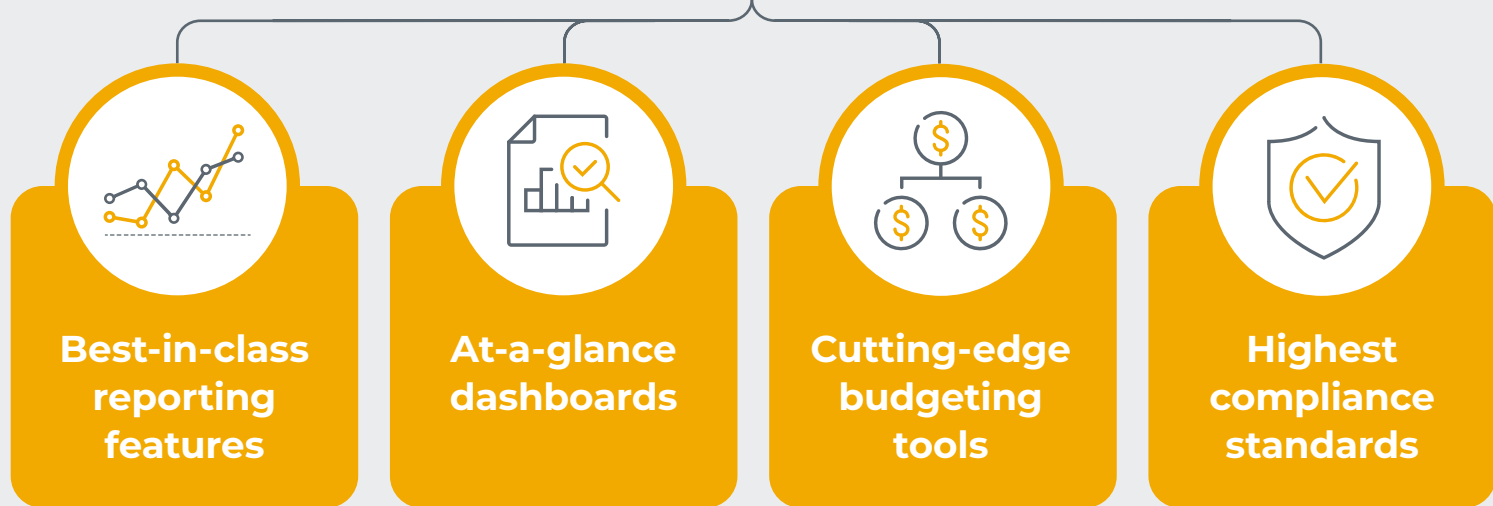 Best-in-class
reporting
features
At-a-glance
dashboards
Cutting-edge
budgeting
tools
Highest
compliance
standards